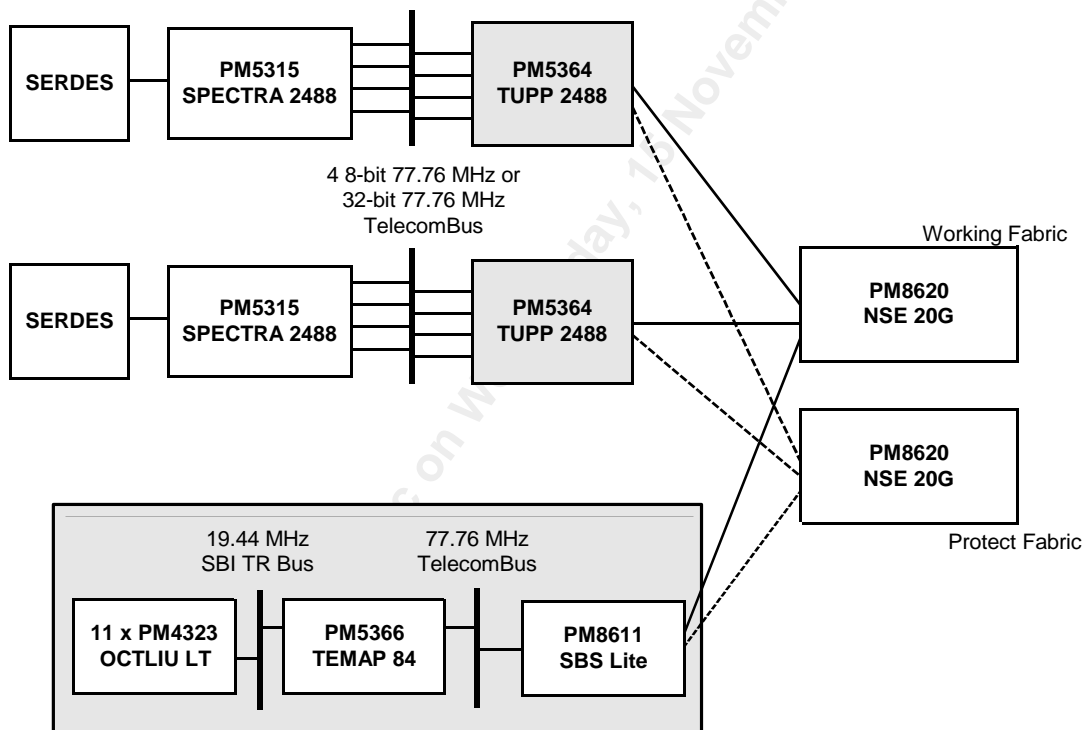 SERDES
PM5315
SPECTRA 2488
PM5364
TUPP 2488
4 8-bit 77.76 MHz or
32-bit 77.76 MHz
TelecomBus
Working Fabric
SERDES
PM5315
SPECTRA 2488
PM5364
TUPP 2488
PM8620
NSE 20G
PM8620
NSE 20G
Protect Fabric
19.44 MHz
SBI TR Bus
77.76 MHz
TelecomBus
11 x PM4323
OCTLIU LT
PM5366
TEMAP 84
PM8611
SBS Lite